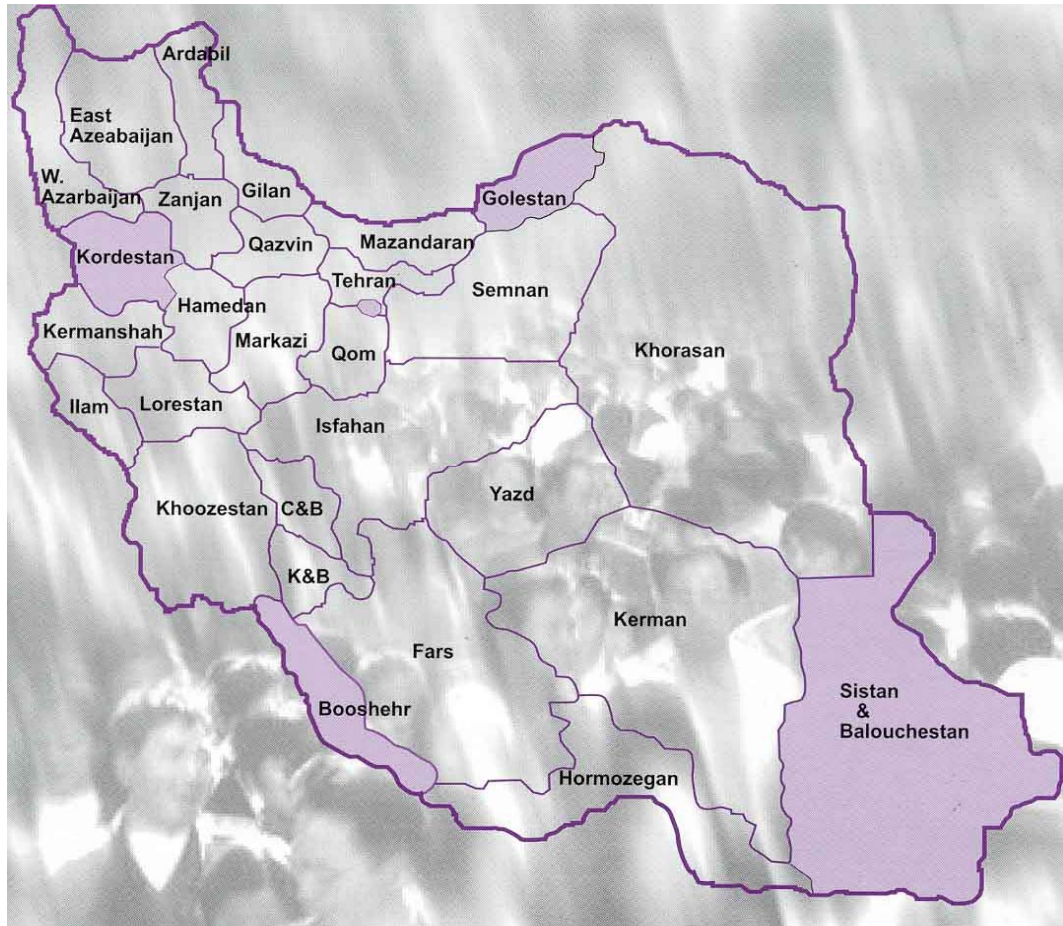 Ardabil
East
Azeabaijan
W.
Azarbaijan
Zanjan
Gilan
Golestan
Kordestan
Qazvin
Mazandaran
Tehran
Semnan
Hamedan
Kermanshah
Markazi
Qom
Khorasan
Ilam
Lorestan
Isfahan
Khoozestan
C&B
Yazd
K&B
Kerman
Fars
Booshehr
Sistan
&
Balouchestan
Hormozegan